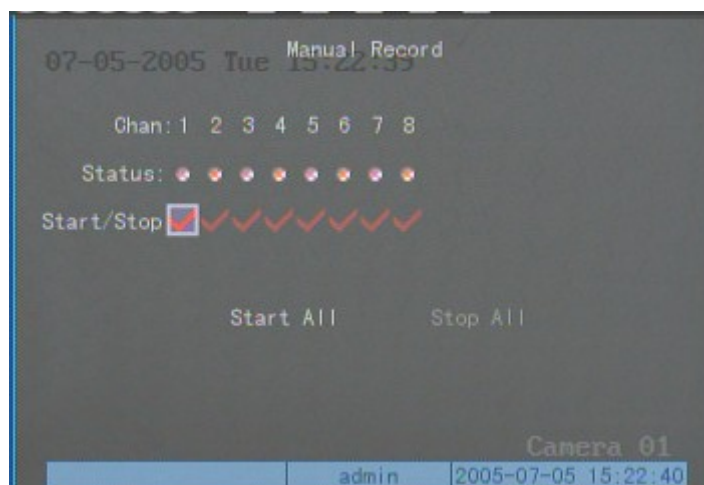 Manual Record
07-05-2005 Tue 15:22:39
Chan: 1 2 3 4 5 6 7 8
Status:
Start/Stop
Start All Stop All
Camera 01
admin 2005-07-05 15:22:40